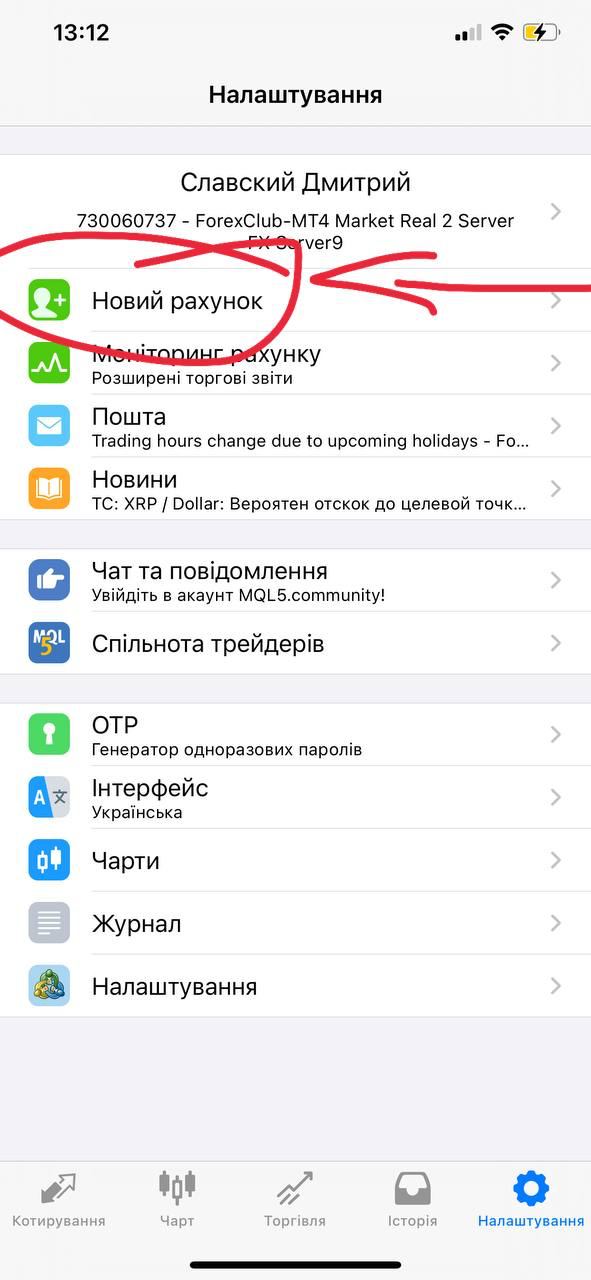 13:12
Налаштування
Славский Дмитрий
730060737 - ForexClub-MT4 Market Real 2 Server
FX Server9
Новий рахунок
Моніторинг рахунку
Розширені торгові звіти
Пошта
Trading hours change due to upcoming holidays - Fo...
Новини
TC: XRP / Dollar: Вероятен отскок до целевой точк...
Чат та повідомлення
Увійдіть в акаунт MQL5.community!
MQL
5
Спільнота трейдерів
OTP
Генератор одноразових паролів
A 文
Інтерфейс
Українська
Чарти
Журнал
Налаштування
Котирування
Чарт
Торгівля
Історія
Налаштування